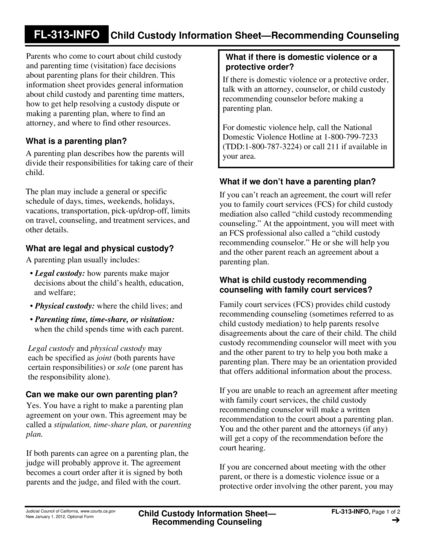 FL-313-INFO Child Custody Information Sheet—Recommending Counseling
Parents who come to court about child custody
and parenting time (visitation) face decisions
about parenting plans for their children. This
information sheet provides general information
about child custody and parenting time matters,
how to get help resolving a custody dispute or
making a parenting plan, where to find an
attorney, and where to find other resources.
What is a parenting plan?
A parenting plan describes how the parents will
divide their responsibilities for taking care of their
child.
The plan may include a general or specific
schedule of days, times, weekends, holidays,
vacations, transportation, pick-up/drop-off, limits
on travel, counseling, and treatment services, and
other details.
What are legal and physical custody?
A parenting plan usually includes:
• Legal custody: how parents make major
decisions about the child's health, education,
and welfare;
• Physical custody: where the child lives; and
• Parenting time, time-share, or visitation:
when the child spends time with each parent.
Legal custody and physical custody may
each be specified as joint (both parents have
certain responsibilities) or sole (one parent has
the responsibility alone).
Can we make our own parenting plan?
Yes. You have a right to make a parenting plan
agreement on your own. This agreement may be
called a stipulation, time-share plan, or parenting
plan.
If both parents can agree on a parenting plan, the
judge will probably approve it. The agreement
becomes a court order after it is signed by both
parents and the judge, and filed with the court.
What if there is domestic violence or a
protective order?
If there is domestic violence or a protective order,
talk with an attorney, counselor, or child custody
recommending counselor before making a
parenting plan.
For domestic violence help, call the National
Domestic Violence Hotline at 1-800-799-7233
(TDD:1-800-787-3224) or call 211 if available in
your area.
What if we don't have a parenting plan?
If you can't reach an agreement, the court will refer
you to family court services (FCS) for child custody
mediation also called "child custody recommending
counseling." At the appointment, you will meet with
an FCS professional also called a "child custody
recommending counselor." He or she will help you
and the other parent reach an agreement about a
parenting plan.
What is child custody recommending
counseling with family court services?
Family court services (FCS) provides child custody
recommending counseling (sometimes referred to as
child custody mediation) to help parents resolve
disagreements about the care of their child. The child
custody recommending counselor will meet with you
and the other parent to try to help you both make a
parenting plan. There may be an orientation provided
that offers additional information about the process.
If you are unable to reach an agreement after meeting
with family court services, the child custody
recommending counselor will make a written
recommendation to the court about a parenting plan.
You and the other parent and the attorneys (if any)
will get a copy of the recommendation before the
court hearing.
If you are concerned about meeting with the other
parent, or there is a domestic violence issue or a
protective order involving the other parent, you may
Judicial Council of California, www.courts.ca.gov
New January 1, 2012, Optional Form
Child Custody Information Sheet—
Recommending Counseling
FL-313-INFO, Page 1 of 2
➔